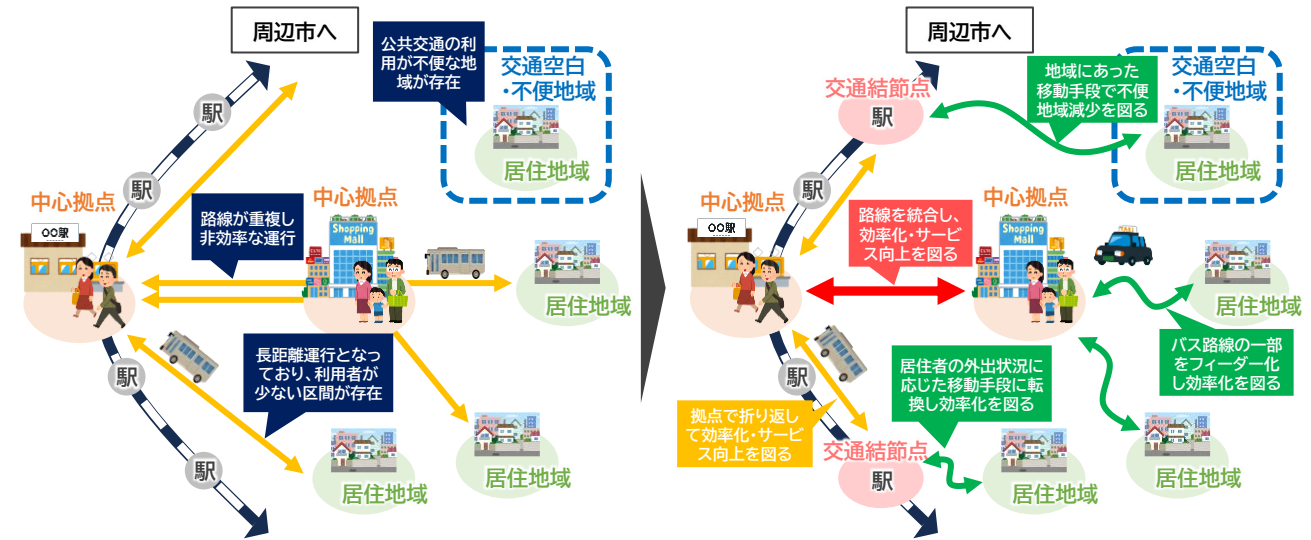 周辺市へ
公共交通の利
用が不便な地
域が存在
交通空白
・不便地域
居住地域
駅
駅
中心拠点
〇〇駅
路線が重複し
非効率な運行
中心拠点
Shopping
Mall
居住地域
長距離運行となっ
ており、利用者が
少ない区間が存在
駅
駅
居住地域
居住地域
周辺市へ
交通結節点
駅
地域にあった
移動手段で不便
地域減少を図る
交通空白
・不便地域
居住地域
駅
中心拠点
〇〇駅
路線を統合し、
効率化・サービ
ス向上を図る
中心拠点
Shopping
Mall
TAXI
居住地域
バス路線の一部
をフィーダー化
し効率化を図る
居住者の外出状況に
応じた移動手段に転
換し効率化を図る
駅
拠点で折り返し
て効率化・サービ
ス向上を図る
交通結節点
駅
居住地域
居住地域